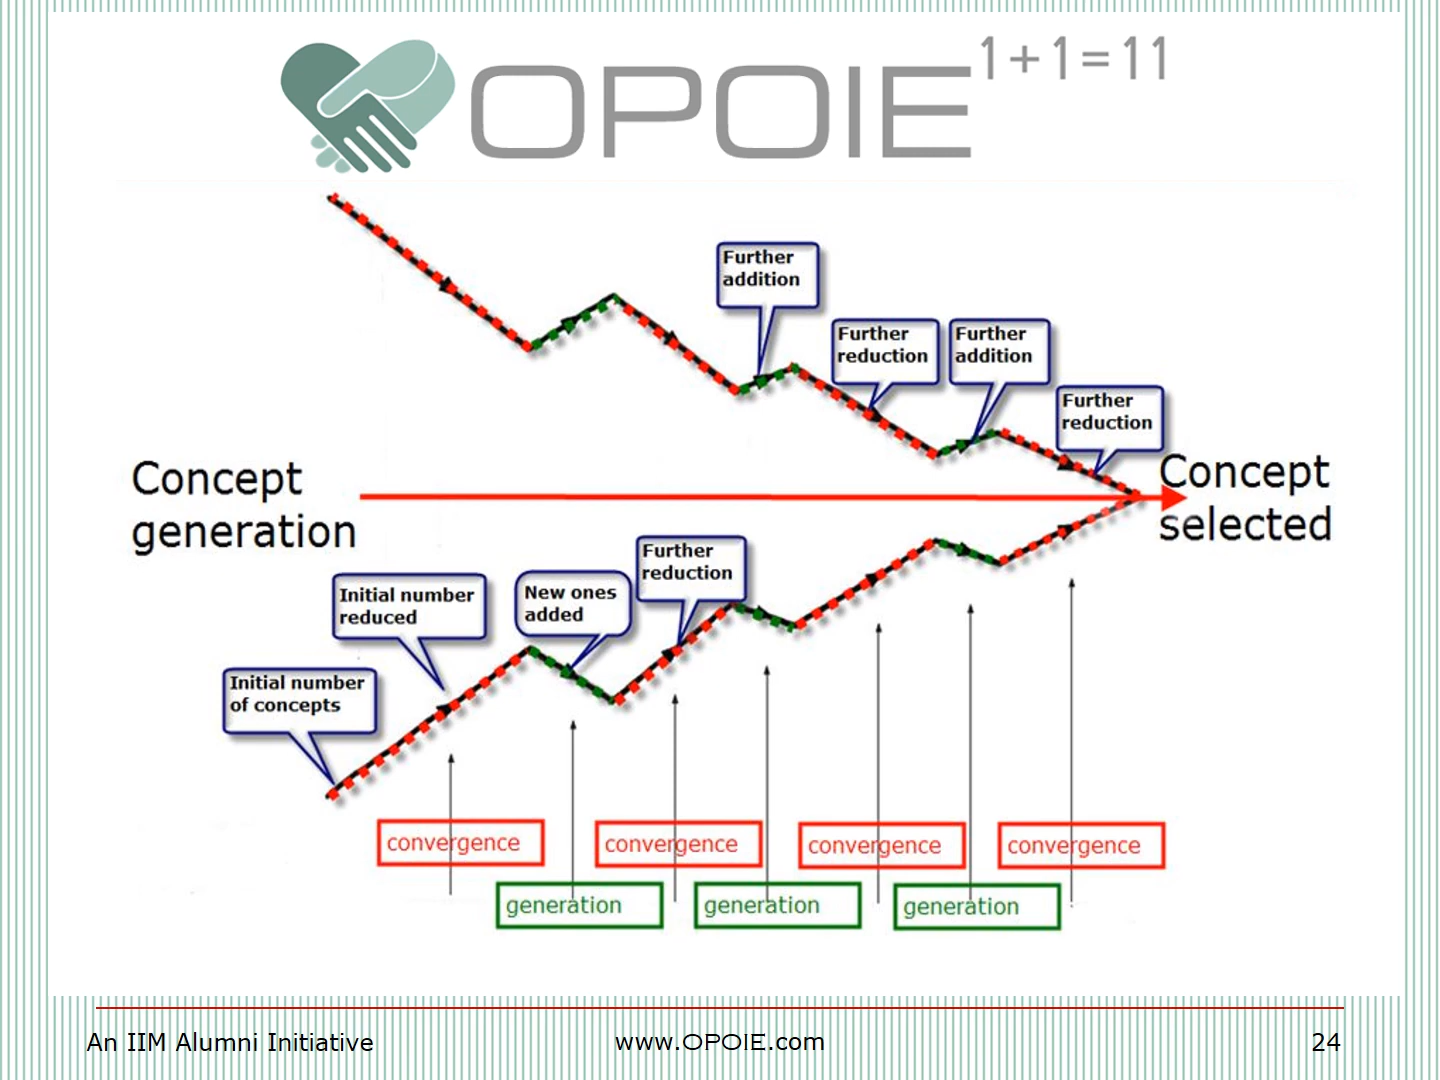 OPOIE 1+1=11
Further
addition
Further
reduction
Further
addition
Further
reduction
Concept
generation
Concept
selected
Further
reduction
Initial number
reduced
New ones
added
Initial number
of concepts
convergence
convergence
convergence
convergence
generation
generation
generation
An IIM Alumni Initiative
www.OPOIE.com
24